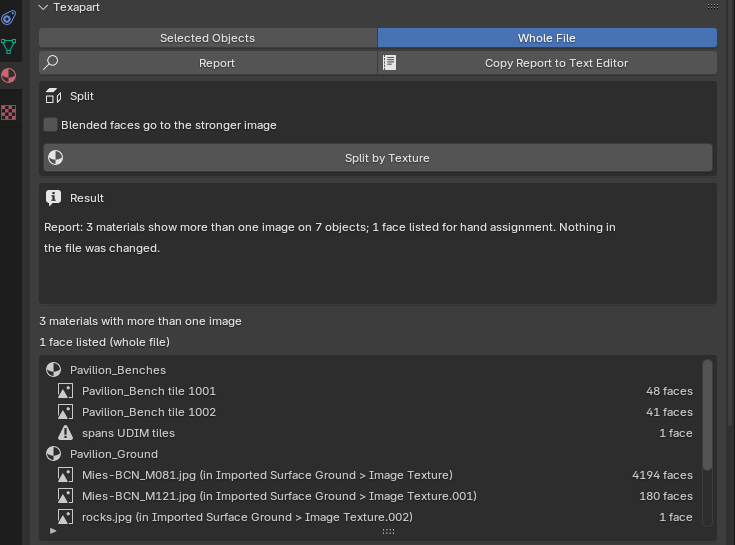 Texapart
Selected Objects
Whole File
Report
Copy Report to Text Editor
Split
Blended faces go to the stronger image
Split by Texture
Result
Report: 3 materials show more than one image on 7 objects; 1 face listed for hand assignment. Nothing in
the file was changed.
3 materials with more than one image
1 face listed (whole file)
Pavilion_Benches
Pavilion_Bench tile 1001 48 faces
Pavilion_Bench tile 1002 41 faces
spans UDIM tiles 1 face
Pavilion_Ground
Mies-BCN_M081.jpg (in Imported Surface Ground > Image Texture) 4194 faces
Mies-BCN_M121.jpg (in Imported Surface Ground > Image Texture.001) 180 faces
rocks.jpg (in Imported Surface Ground > Image Texture.002) 1 face